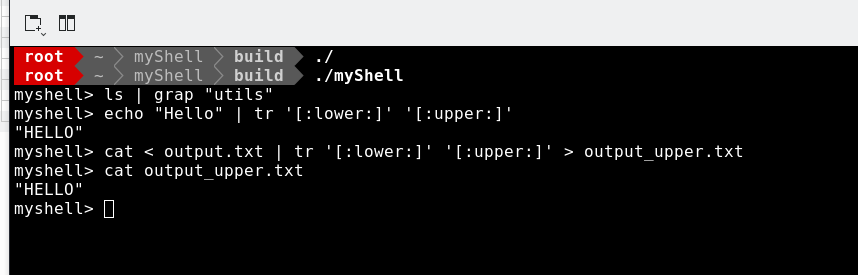 root ~ myShell build ./
root ~ myShell build ./myShell
myshell> ls | grap "utils"
myshell> echo "Hello" | tr '[:lower:]' '[:upper:]'
"HELLO"
myshell> cat < output.txt | tr '[:lower:]' '[:upper:]' > output_upper.txt
myshell> cat output_upper.txt
"HELLO"
myshell>